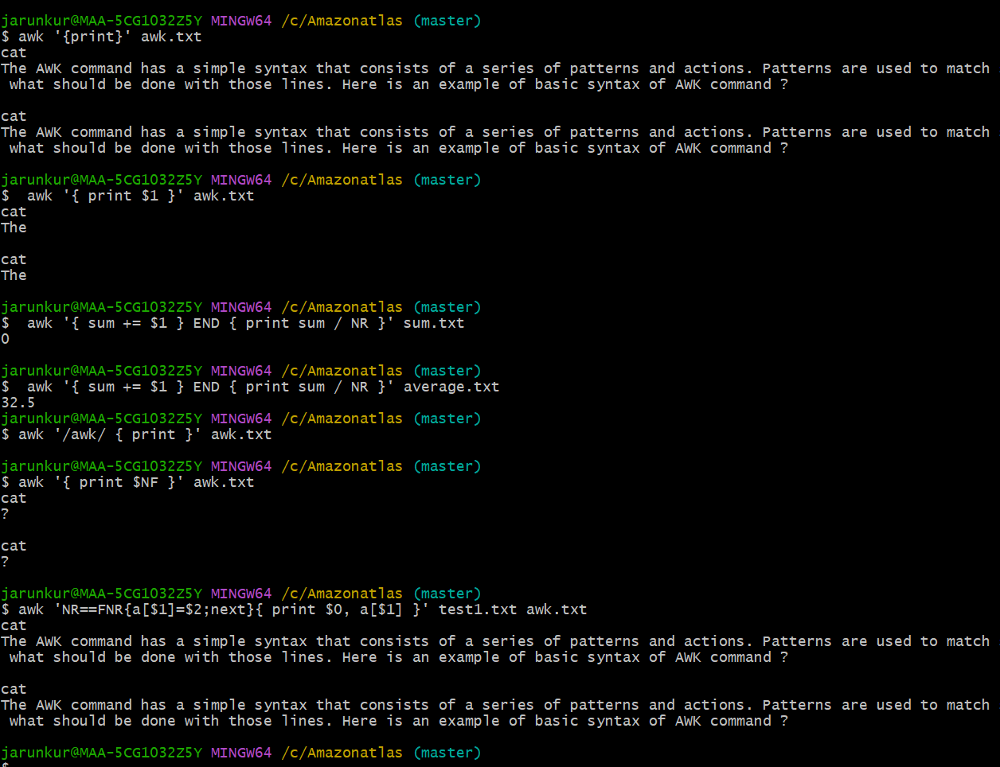 jarunkur@MAA-5CG1032Z5Y MINGW64 /c/Amazonatlas (master)
$ awk '{print}' awk.txt
cat
The AWK command has a simple syntax that consists of a series of patterns and actions. Patterns are used to match
 what should be done with those lines. Here is an example of basic syntax of AWK command ?

cat
The AWK command has a simple syntax that consists of a series of patterns and actions. Patterns are used to match
 what should be done with those lines. Here is an example of basic syntax of AWK command ?

jarunkur@MAA-5CG1032Z5Y MINGW64 /c/Amazonatlas (master)
$  awk '{ print $1 }' awk.txt
cat
The

cat
The

jarunkur@MAA-5CG1032Z5Y MINGW64 /c/Amazonatlas (master)
$  awk '{ sum += $1 } END { print sum / NR }' sum.txt
0

jarunkur@MAA-5CG1032Z5Y MINGW64 /c/Amazonatlas (master)
$  awk '{ sum += $1 } END { print sum / NR }' average.txt
32.5
jarunkur@MAA-5CG1032Z5Y MINGW64 /c/Amazonatlas (master)
$ awk '/awk/ { print }' awk.txt

jarunkur@MAA-5CG1032Z5Y MINGW64 /c/Amazonatlas (master)
$ awk '{ print $NF }' awk.txt
cat
?

cat
?

jarunkur@MAA-5CG1032Z5Y MINGW64 /c/Amazonatlas (master)
$ awk 'NR==FNR{a[$1]=$2;next}{ print $0, a[$1] }' test1.txt awk.txt
cat
The AWK command has a simple syntax that consists of a series of patterns and actions. Patterns are used to match
 what should be done with those lines. Here is an example of basic syntax of AWK command ?

cat
The AWK command has a simple syntax that consists of a series of patterns and actions. Patterns are used to match
 what should be done with those lines. Here is an example of basic syntax of AWK command ?

jarunkur@MAA-5CG1032Z5Y MINGW64 /c/Amazonatlas (master)
$